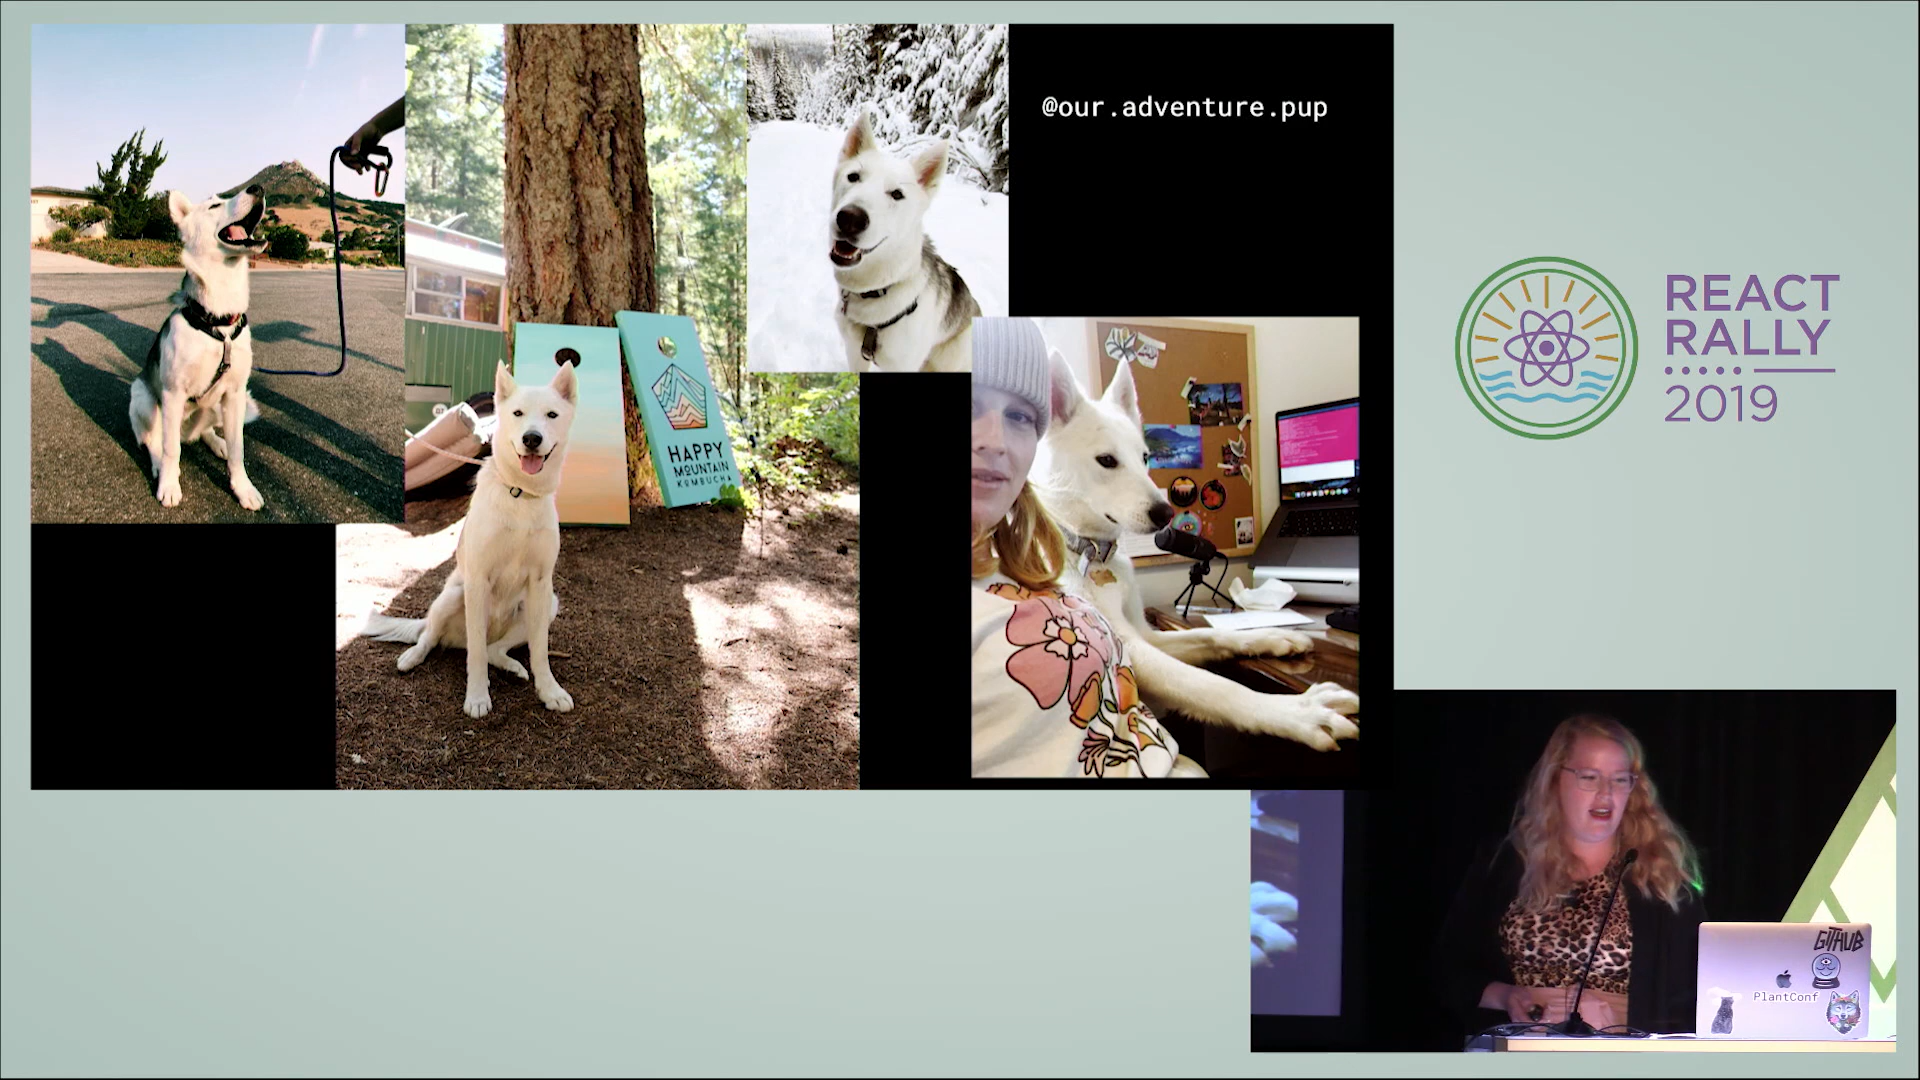 @our.adventure.pup
HAPPY
MOUNTAIN
KOMBUCHA
REACT
RALLY
2019
GITHUB
PlantConf